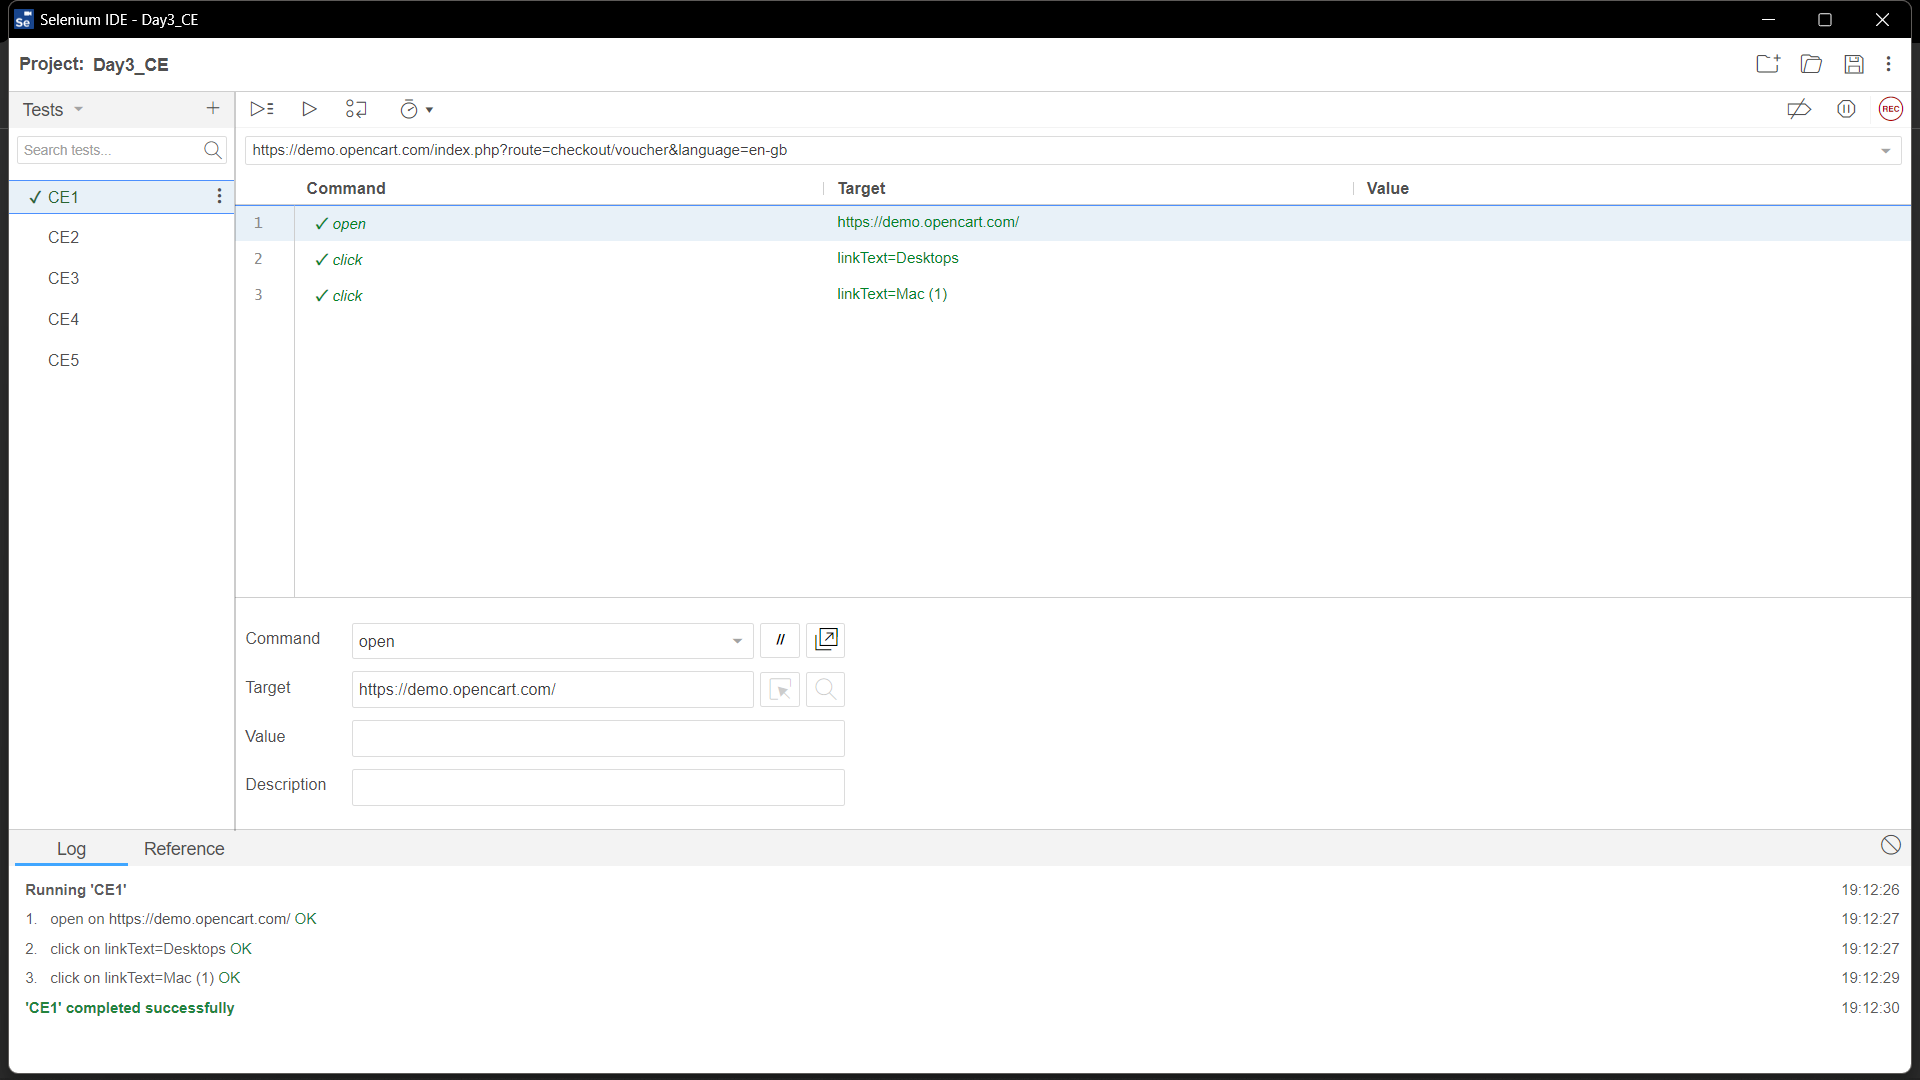 Selenium IDE - Day3_CE
Project: Day3_CE
Tests
Search tests...
CE1
CE2
CE3
CE4
CE5
REC
https://demo.opencart.com/index.php?route=checkout/voucher&language=en-gb
Command Target Value
1 open https://demo.opencart.com/
2 click linkText=Desktops
3 click linkText=Mac (1)
Command open //
Target https://demo.opencart.com/
Value
Description
Log Reference
Running 'CE1' 19:12:26
1. open on https://demo.opencart.com/ OK 19:12:27
2. click on linkText=Desktops OK 19:12:27
3. click on linkText=Mac (1) OK 19:12:29
'CE1' completed successfully 19:12:30